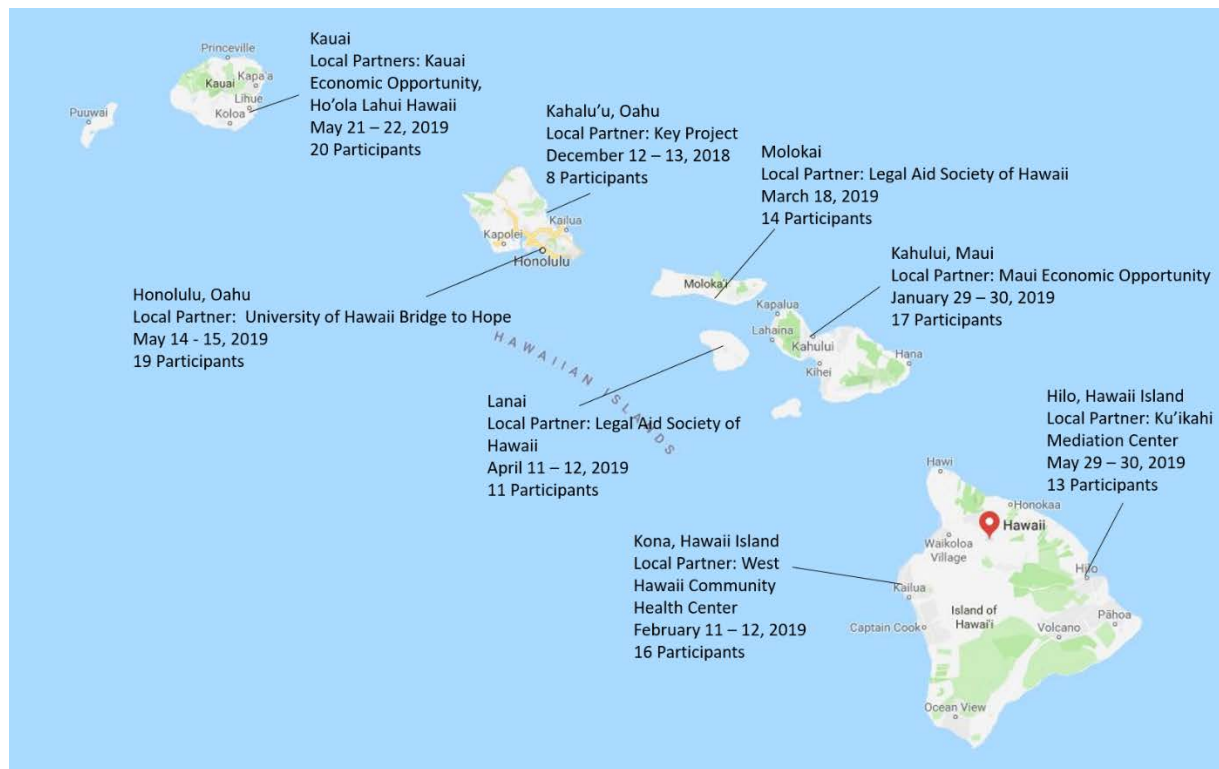 Kauai
Local Partners: Kauai
Economic Opportunity,
Ho'ola Lahui Hawaii
May 21 – 22, 2019
20 Participants
Princeville
Kapa'a
Kauai
Lihue
Koloa
Puuwai
Kahalu'u, Oahu
Local Partner: Key Project
December 12 – 13, 2018
8 Participants
Kailua
Kapolei
Honolulu
Molokai
Local Partner: Legal Aid Society of Hawaii
March 18, 2019
14 Participants
Moloka'i
Kahului, Maui
Local Partner: Maui Economic Opportunity
January 29 – 30, 2019
17 Participants
Kapalua
Lahaina
Kahului
Kihei
Hana
Honolulu, Oahu
Local Partner:  University of Hawaii Bridge to Hope
May 14 - 15, 2019
19 Participants
HAWAIIAN ISLANDS
Lanai
Local Partner: Legal Aid Society of
Hawaii
April 11 – 12, 2019
11 Participants
Hilo, Hawaii Island
Local Partner: Ku'ikahi
Mediation Center
May 29 – 30, 2019
13 Participants
Kona, Hawaii Island
Local Partner: West
Hawaii Community
Health Center
February 11 – 12, 2019
16 Participants
Hawi
Honokaa
Hawaii
Waikoloa
Village
Hilo
Kailua
Island of
Hawai'i
Pāhoa
Captain Cook
Volcano
Ocean View